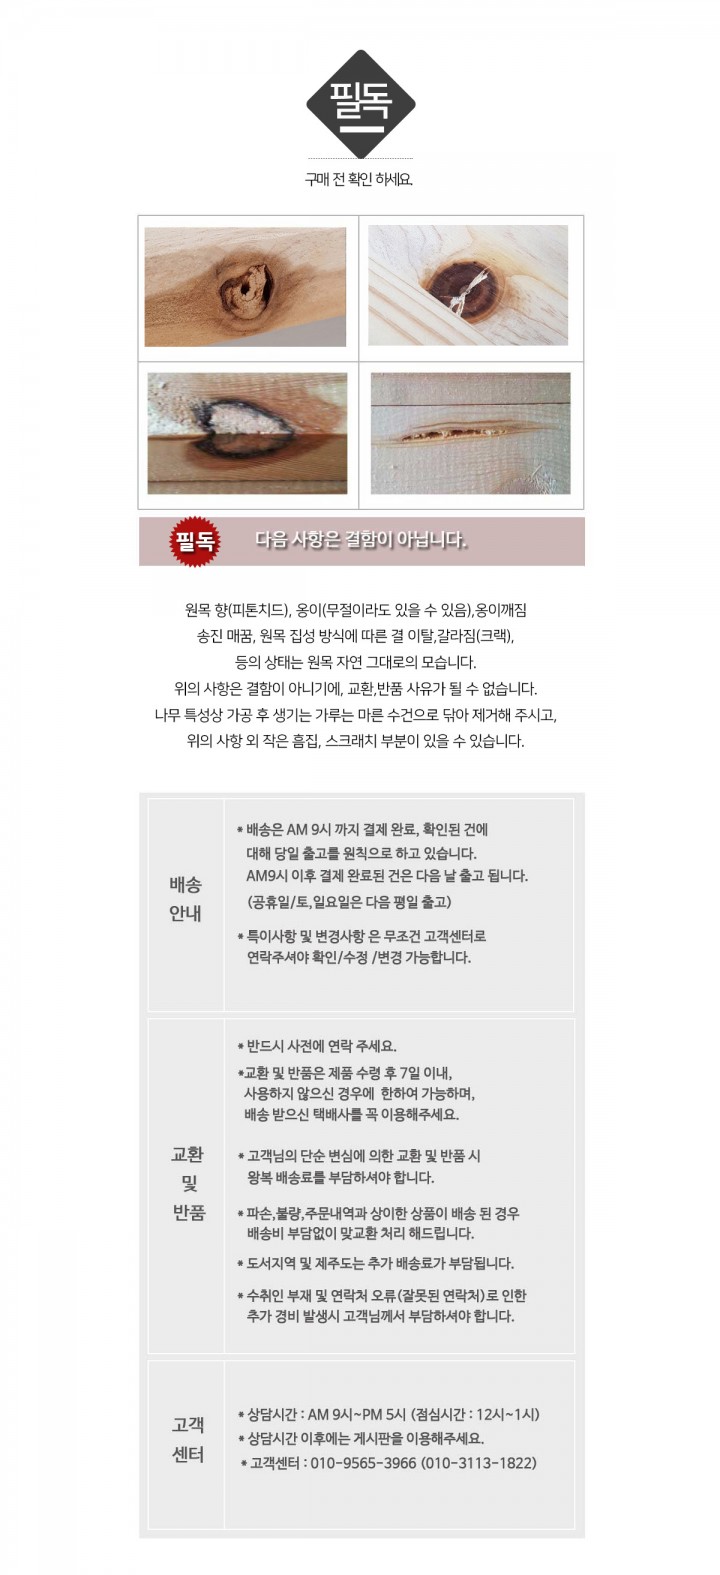 필독
구매 전 확인 하세요.
필독
다음 사항은 결함이 아닙니다.
원목 향(피톤치드), 옹이(무절이라도 있을 수 있음),옹이깨짐
송진 매꿈, 원목 집성 방식에 따른 결 이탈,갈라짐(크랙),
등의 상태는 원목 자연 그대로의 모습니다.
위의 사항은 결함이 아니기에, 교환,반품 사유가 될 수 없습니다.
나무 특성상 가공 후 생기는 가루는 마른 수건으로 닦아 제거해 주시고,
위의 사항 외 작은 흠집, 스크래치 부분이 있을 수 있습니다.
배송
안내
* 배송은 AM 9시 까지 결제 완료, 확인된 건에
대해 당일 출고를 원칙으로 하고 있습니다.
AM9시 이후 결제 완료된 건은 다음 날 출고 됩니다.
(공휴일/토,일요일은 다음 평일 출고)
* 특이사항 및 변경사항 은 무조건 고객센터로
연락주셔야 확인/수정 /변경 가능합니다.
교환
및
반품
* 반드시 사전에 연락 주세요.
*교환 및 반품은 제품 수령 후 7일 이내,
사용하지 않으신 경우에 한하여 가능하며,
배송 받으신 택배사를 꼭 이용해주세요.
* 고객님의 단순 변심에 의한 교환 및 반품 시
왕복 배송료를 부담하셔야 합니다.
* 파손,불량,주문내역과 상이한 상품이 배송 된 경우
배송비 부담없이 맞교환 처리 해드립니다.
* 도서지역 및 제주도는 추가 배송료가 부담됩니다.
* 수취인 부재 및 연락처 오류(잘못된 연락처)로 인한
추가 경비 발생시 고객님께서 부담하셔야 합니다.
고객
센터
* 상담시간 : AM 9시~PM 5시 (점심시간 : 12시~1시)
* 상담시간 이후에는 게시판을 이용해주세요.
* 고객센터 : 010-9565-3966 (010-3113-1822)